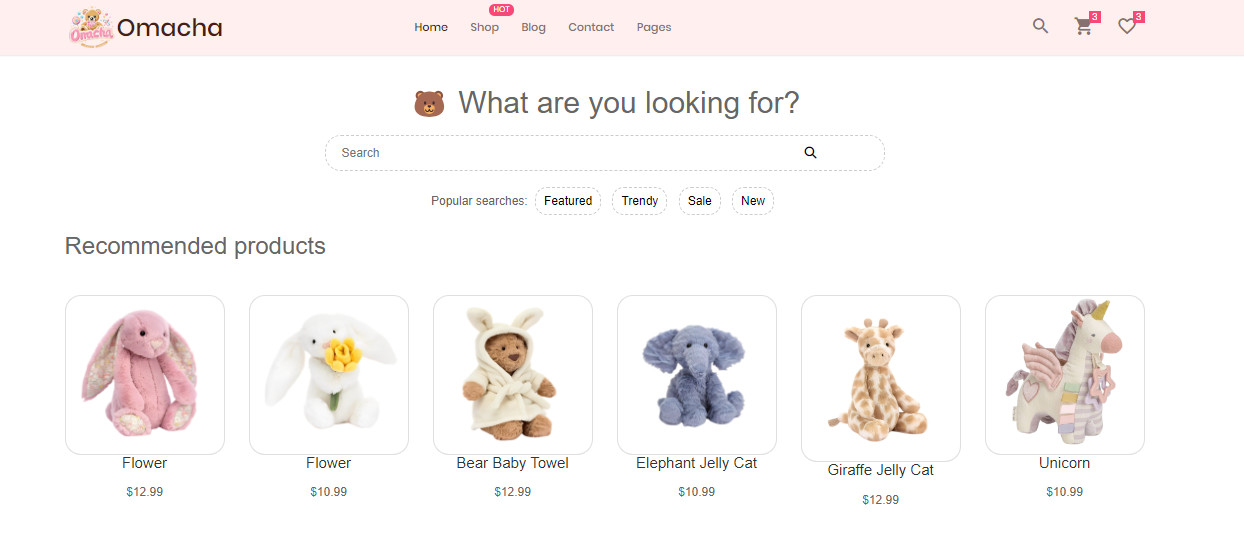 HOT
Omacha Omacha Home Shop Blog Contact Pages 3 3
What are you looking for?
Search
Popular searches: Featured Trendy Sale New
Recommended products
Flower Flower Bear Baby Towel Elephant Jelly Cat Giraffe Jelly Cat Unicorn
$12.99 $10.99 $12.99 $10.99 $12.99 $10.99